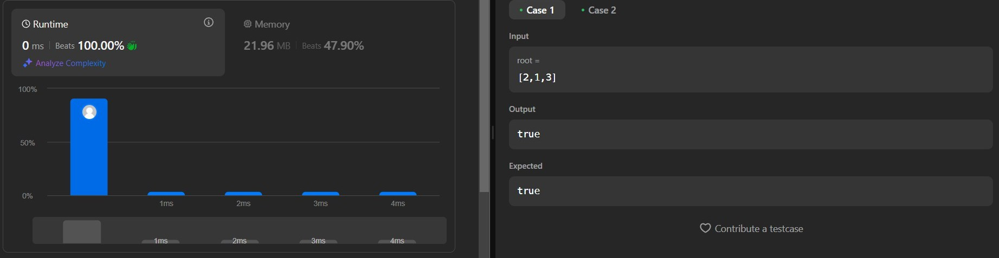 Runtime
0 ms | Beats 100.00%
Analyze Complexity
Memory
21.96 MB | Beats 47.90%
100%
50%
0%
1ms 2ms 3ms 4ms
1ms 2ms 3ms 4ms
Case 1 Case 2
Input
root =
[2,1,3]
Output
true
Expected
true
Contribute a testcase